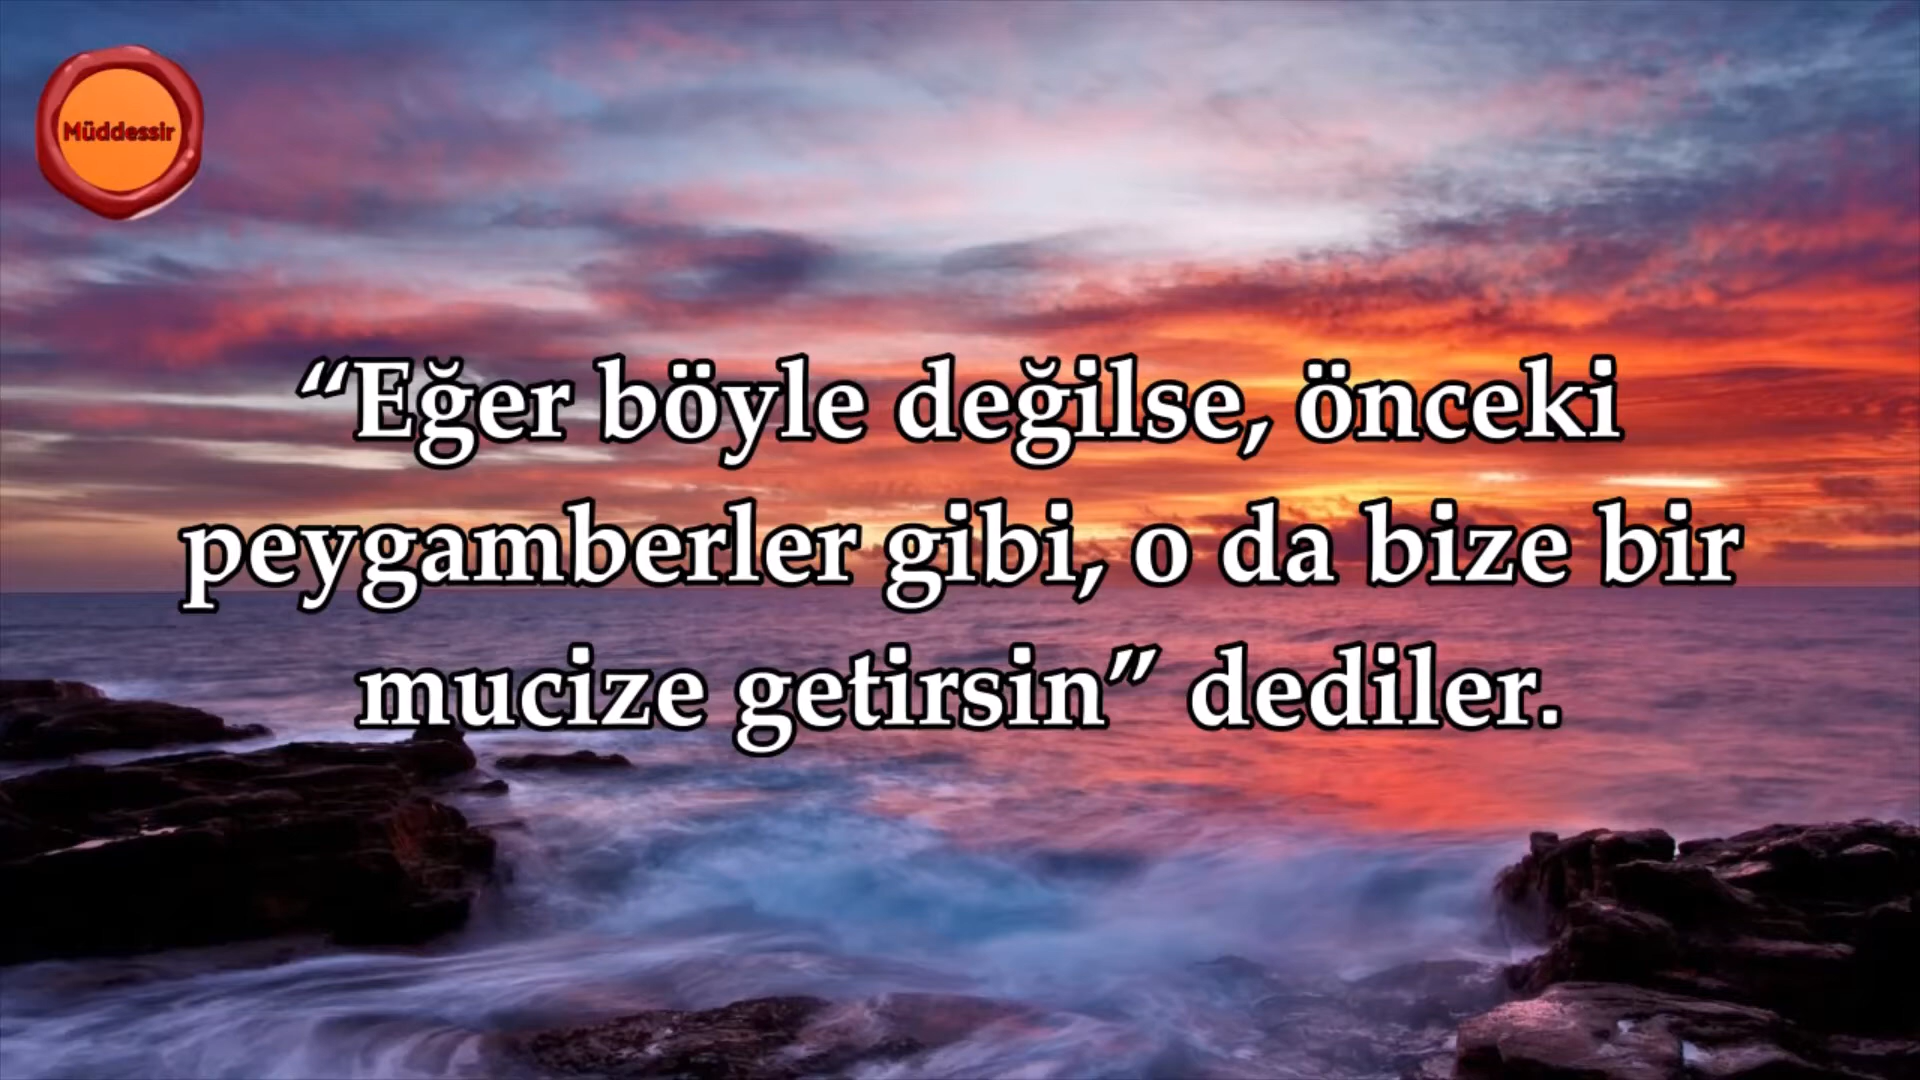 Müddessir
“Eğer böyle değilse, önceki
peygamberler gibi, o da bize bir
mucize getirsin” dediler.